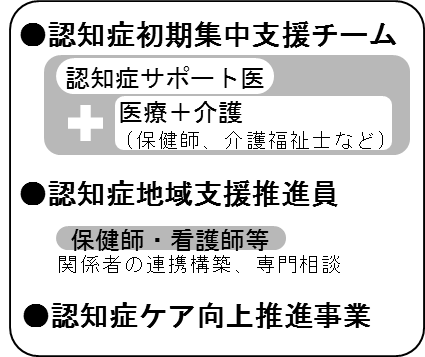 ●認知症初期集中支援チーム
認知症サポート医
＋
医療＋介護
（保健師、介護福祉士など）
●認知症地域支援推進員
保健師・看護師等
関係者の連携構築、専門相談
●認知症ケア向上推進事業